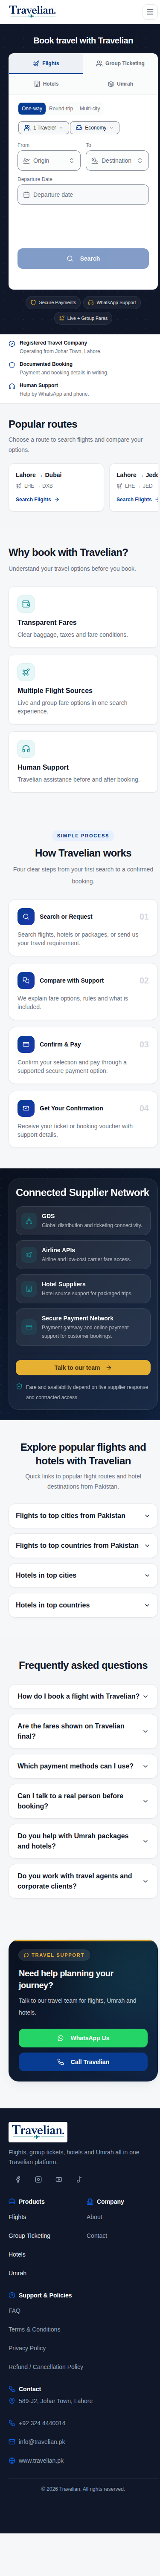 Travelian.
Book travel with Travelian
Flights
Group Ticketing
Hotels
Umrah
One-way
Round-trip
Multi-city
1 Traveler
Economy
From
To
Origin
Destination
Departure Date
Departure date
Search
Secure Payments
WhatsApp Support
Live + Group Fares
Registered Travel Company
Operating from Johar Town, Lahore.
Documented Booking
Payment and booking details in writing.
Human Support
Help by WhatsApp and phone.
Popular routes
Choose a route to search flights and compare your
options.
Lahore → Dubai
LHE → DXB
Search Flights →
Lahore → Jedd
LHE → JED
Search Flights →
Why book with Travelian?
Understand your travel options before you book.
Transparent Fares
Clear baggage, taxes and fare conditions.
Multiple Flight Sources
Live and group fare options in one search
experience.
Human Support
Travelian assistance before and after booking.
SIMPLE PROCESS
How Travelian works
Four clear steps from your first search to a confirmed
booking.
Search or Request
01
Search flights, hotels or packages, or send us
your travel requirement.
Compare with Support
02
We explain fare options, rules and what is
included.
Confirm & Pay
03
Confirm your selection and pay through a
supported secure payment option.
Get Your Confirmation
04
Receive your ticket or booking voucher with
support details.
Connected Supplier Network
GDS
Global distribution and ticketing connectivity.
Airline APIs
Airline and low-cost carrier fare access.
Hotel Suppliers
Hotel source support for packaged trips.
Secure Payment Network
Payment gateway and online payment
support for customer bookings.
Talk to our team →
Fare and availability depend on live supplier response
and contracted access.
Explore popular flights and
hotels with Travelian
Quick links to popular flight routes and hotel
destinations from Pakistan.
Flights to top cities from Pakistan
Flights to top countries from Pakistan
Hotels in top cities
Hotels in top countries
Frequently asked questions
How do I book a flight with Travelian?
Are the fares shown on Travelian
final?
Which payment methods can I use?
Can I talk to a real person before
booking?
Do you help with Umrah packages
and hotels?
Do you work with travel agents and
corporate clients?
TRAVEL SUPPORT
Need help planning your
journey?
Talk to our travel team for flights, Umrah and
hotels.
WhatsApp Us
Call Travelian
Travelian.
Flights, group tickets, hotels and Umrah all in one
Travelian platform.
Products
Company
Flights
About
Group Ticketing
Contact
Hotels
Umrah
Support & Policies
FAQ
Terms & Conditions
Privacy Policy
Refund / Cancellation Policy
Contact
589-J2, Johar Town, Lahore
+92 324 4440014
info@travelian.pk
www.travelian.pk
© 2026 Travelian. All rights reserved.